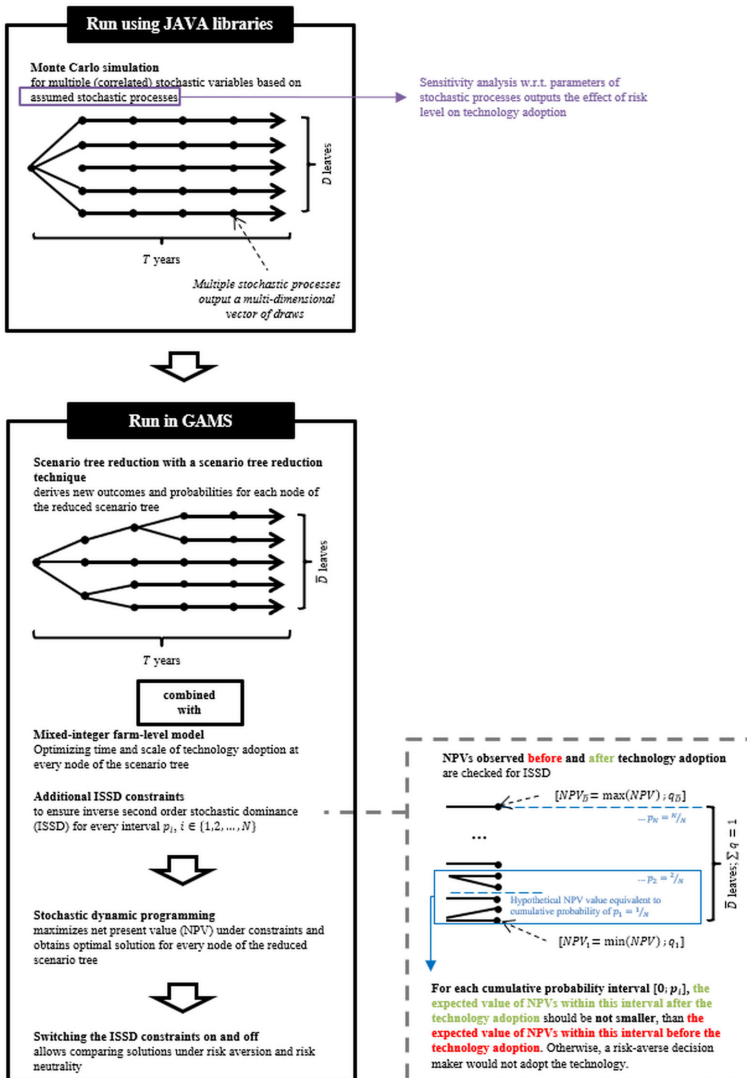 Run using JAVA libraries
Monte Carlo simulation
for multiple (correlated) stochastic variables based on
assumed stochastic processes
D leaves
T years
Multiple stochastic processes
output a multi-dimensional
vector of draws
Sensitivity analysis w.r.t. parameters of
stochastic processes outputs the effect of risk
level on technology adoption
Run in GAMS
Scenario tree reduction with a scenario tree reduction
technique
derives new outcomes and probabilities for each node of
the reduced scenario tree
D̅ leaves
T years
combined
with
Mixed-integer farm-level model
Optimizing time and scale of technology adoption at
every node of the scenario tree
Additional ISSD constraints
to ensure inverse second order stochastic dominance
(ISSD) for every interval pᵢ, i ∈ {1,2, ..., N}
Stochastic dynamic programming
maximizes net present value (NPV) under constraints and
obtains optimal solution for every node of the reduced
scenario tree
Switching the ISSD constraints on and off
allows comparing solutions under risk aversion and risk
neutrality
NPVs observed before and after technology adoption
are checked for ISSD
[NPV_D̅ = max(NPV) ; q_D̅]
... p_N = N/N
...
... p₂ = 2/N
Hypothetical NPV value equivalent to
cumulative probability of p₁ = 1/N
[NPV₁ = min(NPV) ; q₁]
D̅ leaves; ∑ q = 1
For each cumulative probability interval [0; pᵢ], the
expected value of NPVs within this interval after the
technology adoption should be not smaller, than the
expected value of NPVs within this interval before the
technology adoption. Otherwise, a risk-averse decision
maker would not adopt the technology.